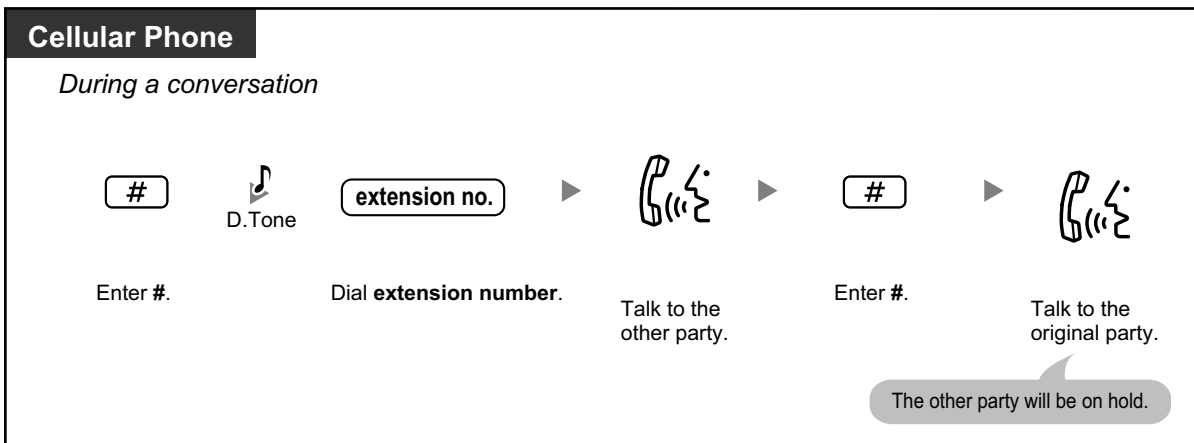 Cellular Phone
During a conversation
#
D.Tone
extension no.
#
Enter #.
Dial extension number.
Talk to the
other party.
Enter #.
Talk to the
original party.
The other party will be on hold.